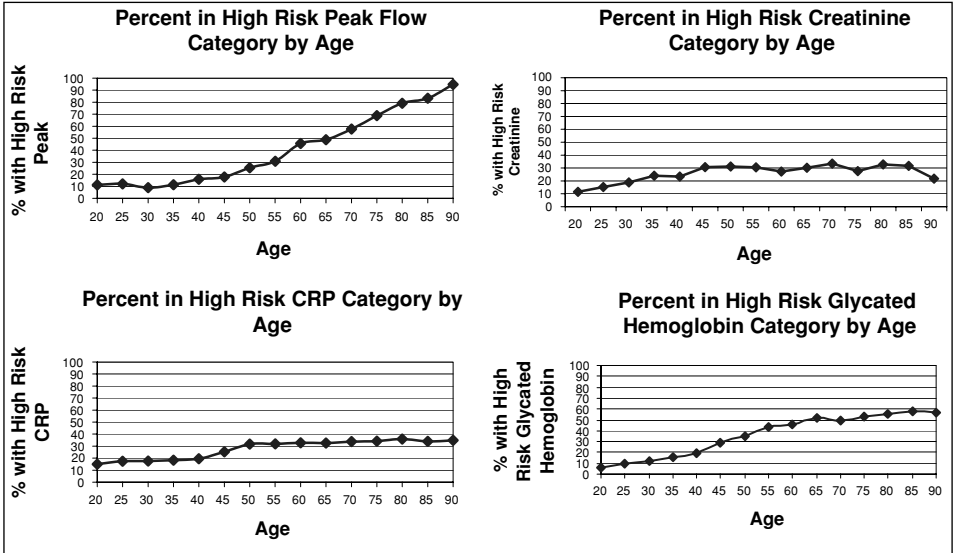 Percent in High Risk Peak Flow
Category by Age
% with High Risk
Peak
100
90
80
70
60
50
40
30
20
10
0
20 25 30 35 40 45 50 55 60 65 70 75 80 85 90
Age
Percent in High Risk Creatinine
Category by Age
% with High Risk
Creatinine
100
90
80
70
60
50
40
30
20
10
0
20 25 30 35 40 45 50 55 60 65 70 75 80 85 90
Age
Percent in High Risk CRP Category by
Age
% with High Risk
CRP
100
90
80
70
60
50
40
30
20
10
0
20 25 30 35 40 45 50 55 60 65 70 75 80 85 90
Age
Percent in High Risk Glycated
Hemoglobin Category by Age
% with High
Risk Glycated
Hemoglobin
100
90
80
70
60
50
40
30
20
10
0
20 25 30 35 40 45 50 55 60 65 70 75 80 85 90
Age